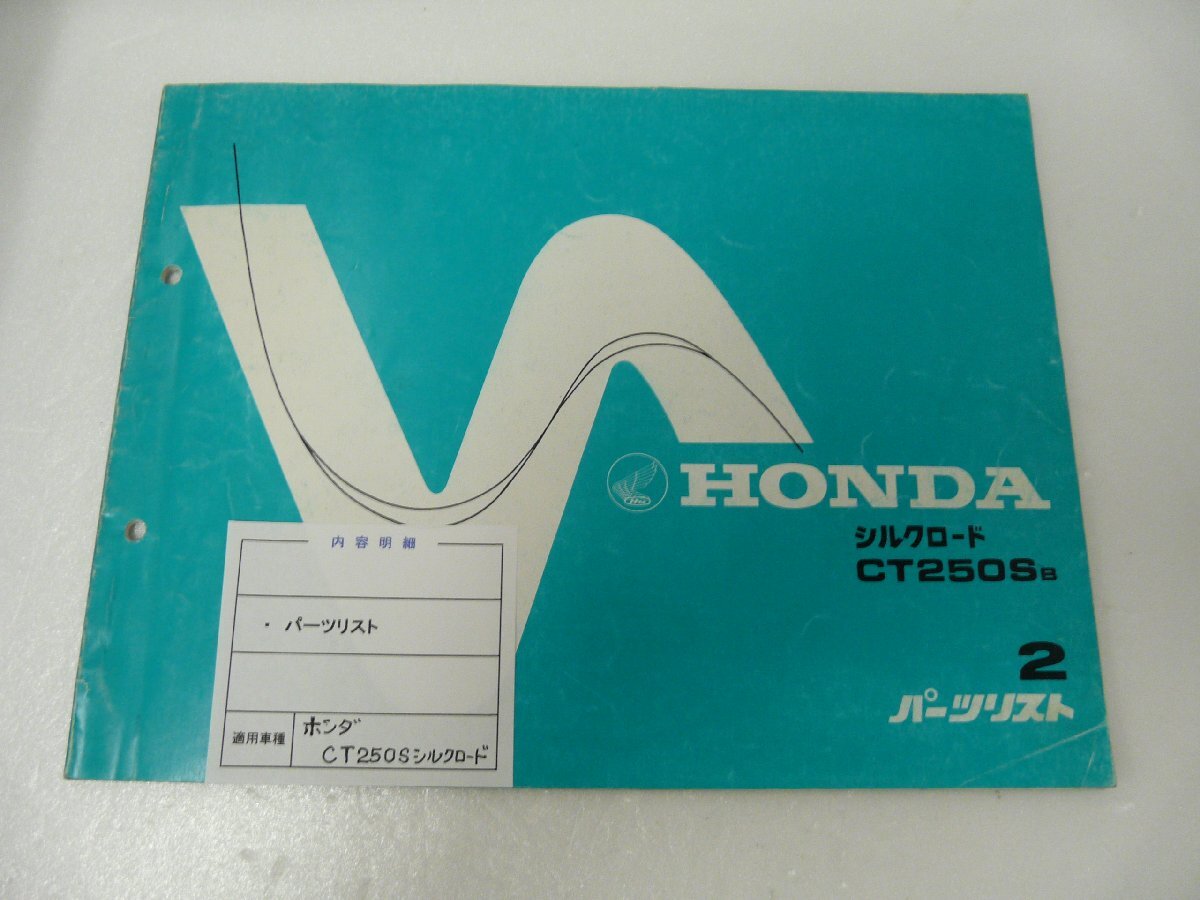 HONDA
シルクロード
CT250SB
2
パーツリスト
内容明細
・パーツリスト
適用車種
ホンダ
CT250Sシルクロード